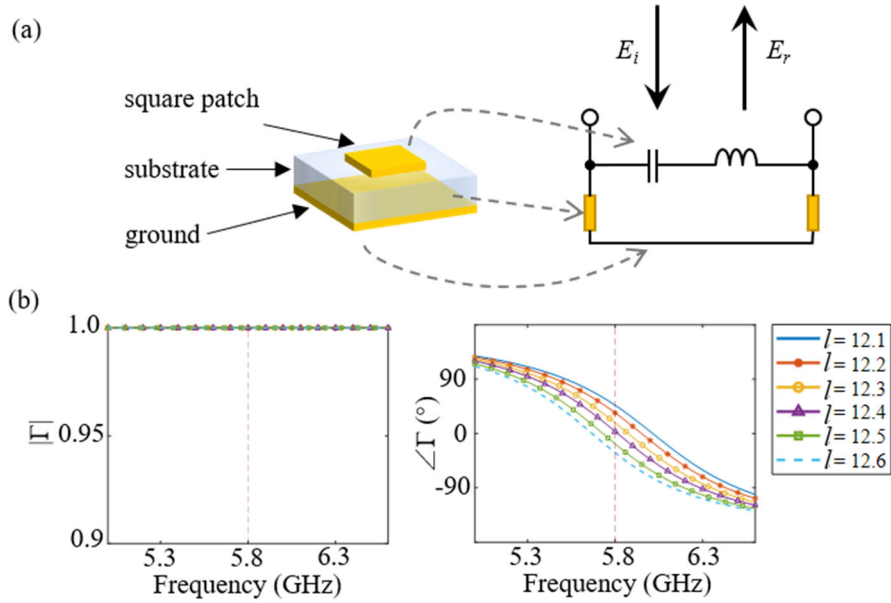 (a)
E_i
E_r
square patch
substrate
ground
(b)
1.0
0.95
0.9
|Γ|
5.3 5.8 6.3
Frequency (GHz)
90
0
-90
∠Γ (°)
5.3 5.8 6.3
Frequency (GHz)
l = 12.1
l = 12.2
l = 12.3
l = 12.4
l = 12.5
l = 12.6